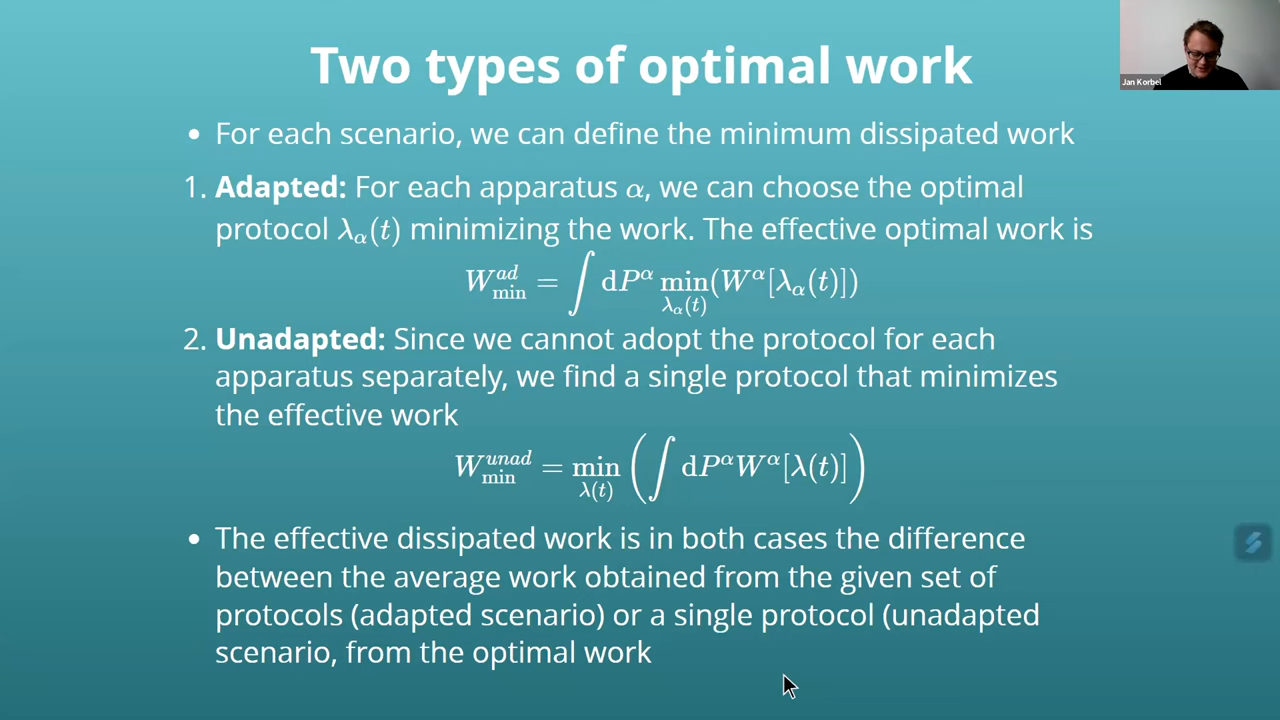 Two types of optimal work
Jan Korbel
• For each scenario, we can define the minimum dissipated work
1. Adapted: For each apparatus α, we can choose the optimal
protocol λ_α(t) minimizing the work. The effective optimal work is
W_min^ad = ∫ dP^α min_{λ_α(t)} (W^α[λ_α(t)])
2. Unadapted: Since we cannot adopt the protocol for each
apparatus separately, we find a single protocol that minimizes
the effective work
W_min^unad = min_{λ(t)} (∫ dP^α W^α[λ(t)])
• The effective dissipated work is in both cases the difference
between the average work obtained from the given set of
protocols (adapted scenario) or a single protocol (unadapted
scenario, from the optimal work